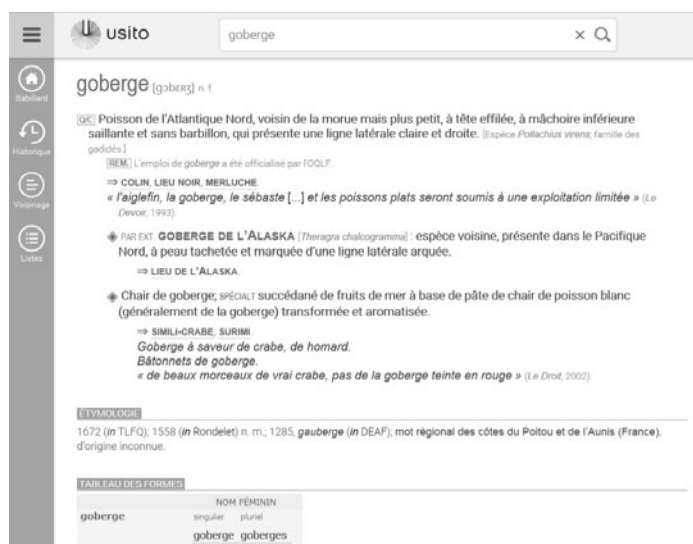 usito
goberge
Babillard
Historique
Voisinage
Listes
goberge [gɔbɛʁʒ] n. f.
Q/C Poisson de l'Atlantique Nord, voisin de la morue mais plus petit, à tête effilée, à mâchoire inférieure
saillante et sans barbillon, qui présente une ligne latérale claire et droite. [Espèce Pollachius virens; famille des
gadidés.]
REM. L'emploi de goberge a été officialisé par l'OQLF.
⇒ COLIN, LIEU NOIR, MERLUCHE.
« l'aiglefin, la goberge, le sébaste [...] et les poissons plats seront soumis à une exploitation limitée » (Le
Devoir, 1993).
◈ PAR EXT. GOBERGE DE L'ALASKA [Theragra chalcogramma] : espèce voisine, présente dans le Pacifique
Nord, à peau tachetée et marquée d'une ligne latérale arquée.
⇒ LIEU DE L'ALASKA.
◈ Chair de goberge; SPÉCIALT succédané de fruits de mer à base de pâte de chair de poisson blanc
(généralement de la goberge) transformée et aromatisée.
⇒ SIMILI-CRABE, SURIMI.
Goberge à saveur de crabe, de homard.
Bâtonnets de goberge.
« de beaux morceaux de vrai crabe, pas de la goberge teinte en rouge » (Le Droit, 2002).
ÉTYMOLOGIE
1672 (in TLFQ); 1558 (in Rondelet) n. m.; 1285, gauberge (in DEAF); mot régional des côtes du Poitou et de l'Aunis (France),
d'origine inconnue.
TABLEAU DES FORMES
NOM FÉMININ
goberge singulier pluriel
goberge goberges